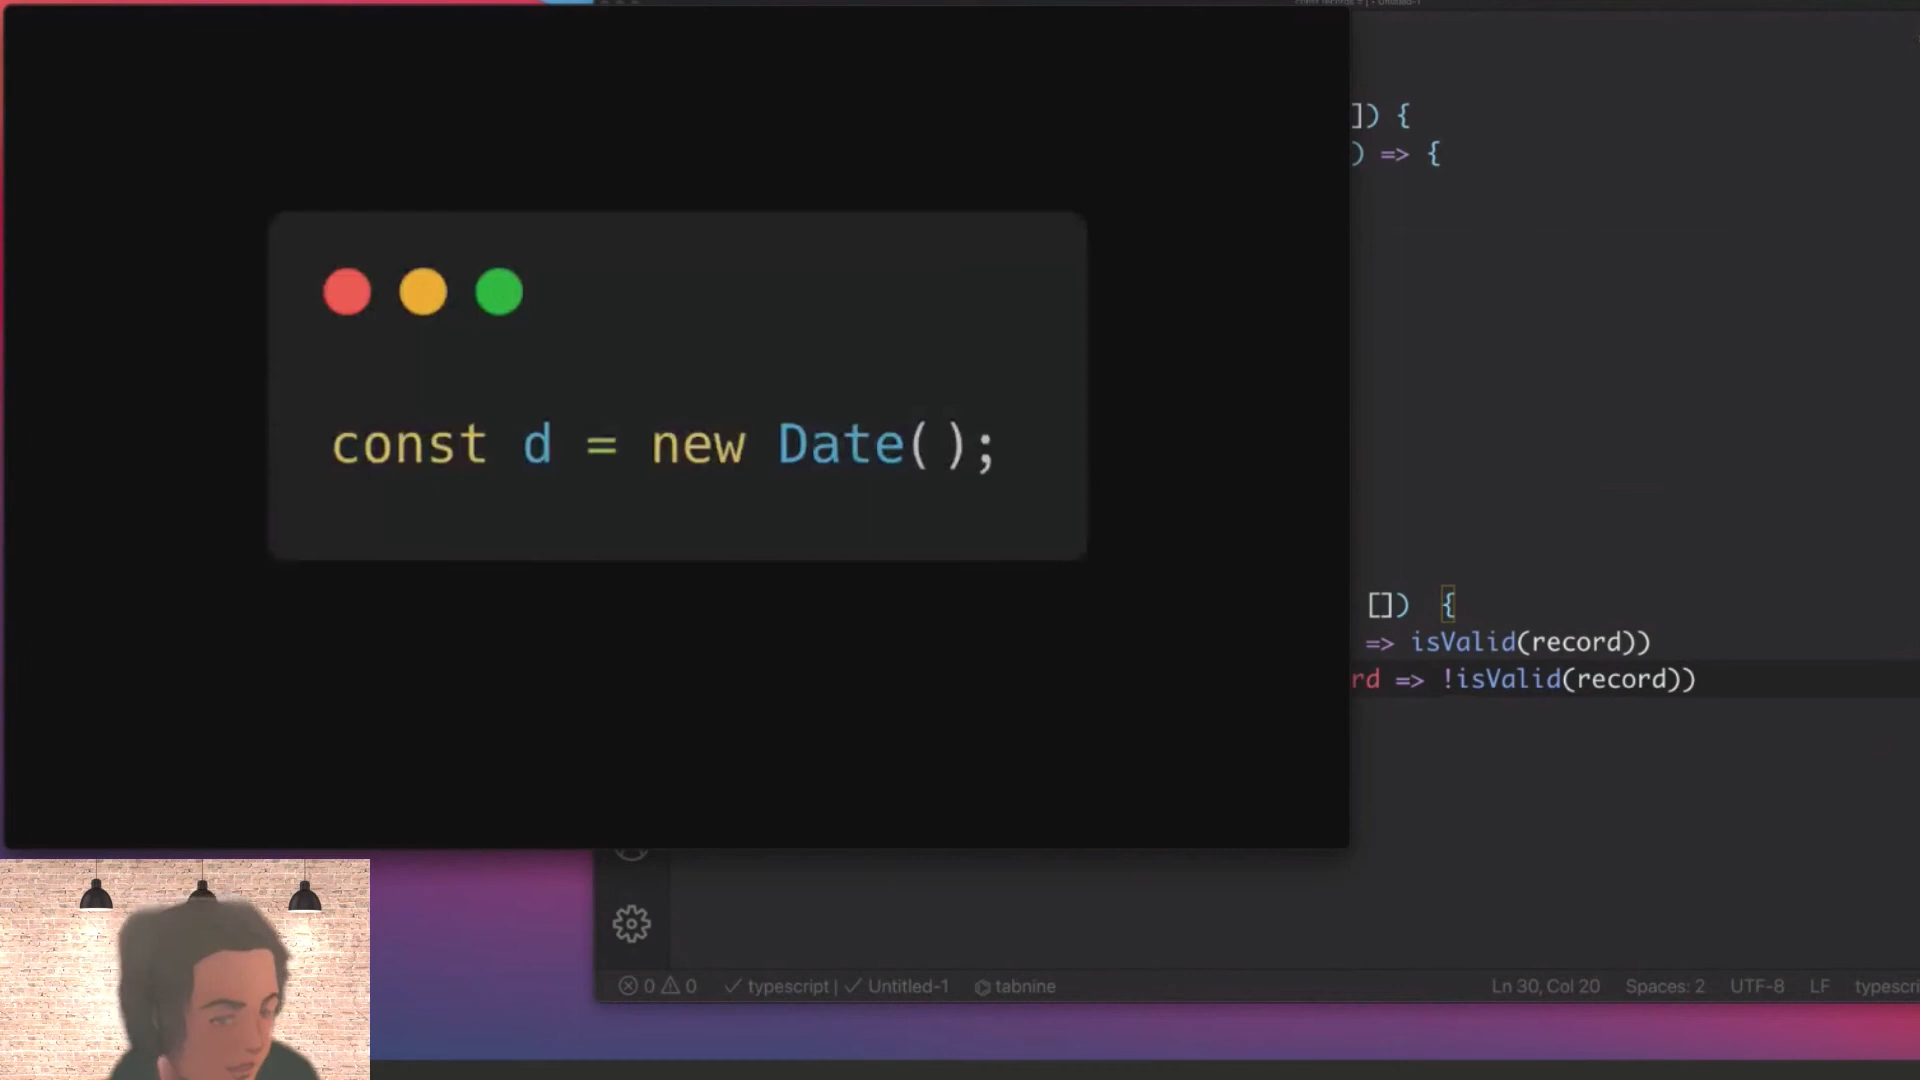 const d = new Date();
]) {
) => {
[]) {
=> isValid(record))
rd => !isValid(record))
0 0 typescript | Untitled-1 tabnine Ln 30, Col 20 Spaces: 2 UTF-8 LF typescri